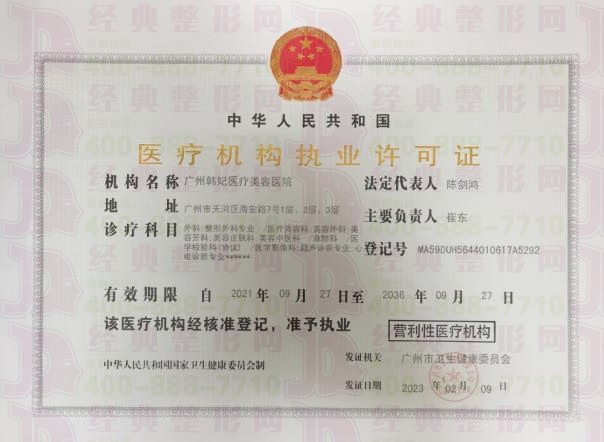 中华人民共和国
医疗机构执业许可证
机构名称 广州韩妃医疗美容医院 法定代表人 陈剑鸿
地 址 广州市天河区海安路7号1层、2层、3层 主要负责人 崔东
诊疗科目 外科;整形外科专业 /医疗美容科;美容外科;美
容牙科;美容皮肤科;美容中医科 /麻醉科 /医
学检验科(协议) /医学影像科;超声诊断专业;心
电诊断专业******
登记号 MA59DUH5644010617A5292
有效期限 自 2021 年 09 月 27 日至 2036 年 09 月 27 日
该医疗机构经核准登记，准予执业 营利性医疗机构
中华人民共和国国家卫生健康委员会制
发证机关 广州市卫生健康委员会
发证日期 2023 年 02 月 09 日
经典整形网
400-888-7710